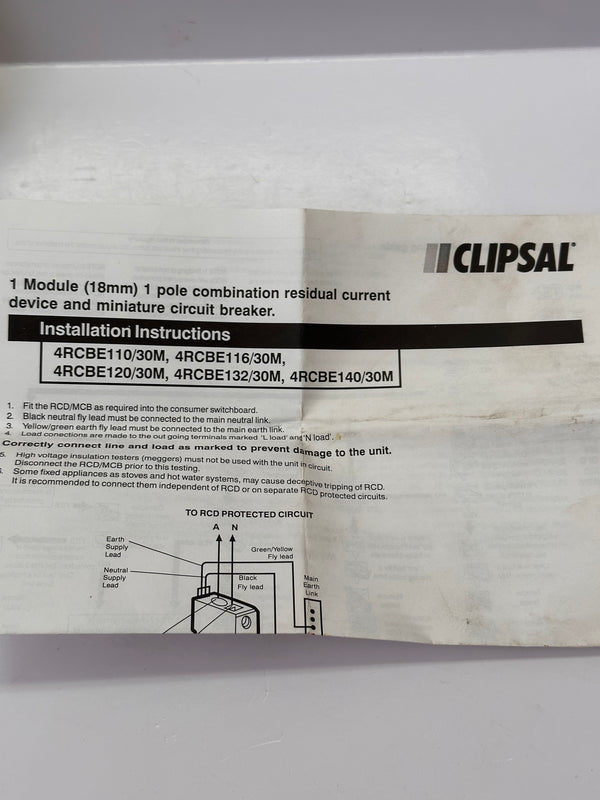 CLIPSAL
1 Module (18mm) 1 pole combination residual current
device and miniature circuit breaker.
Installation Instructions
4RCBE110/30M, 4RCBE116/30M,
4RCBE120/30M, 4RCBE132/30M, 4RCBE140/30M
1. Fit the RCD/MCB as required into the consumer switchboard.
2. Black neutral fly lead must be connected to the main neutral link.
3. Yellow/green earth fly lead must be connected to the main earth link.
4. Load conections are made to the out going terminals marked 'L load' and 'N load'.
Correctly connect line and load as marked to prevent damage to the unit.
5. High voltage insulation testers (meggers) must not be used with the unit in circuit.
Disconnect the RCD/MCB prior to this testing.
Some fixed appliances as stoves and hot water systems, may cause deceptive tripping of RCD.
It is recommended to connect them independent of RCD or on separate RCD protected circuits.
TO RCD PROTECTED CIRCUIT
A N
Earth
Supply
Lead
Green/Yellow
Fly lead
Neutral
Supply
Lead
Black
Fly lead
Main
Earth
Link